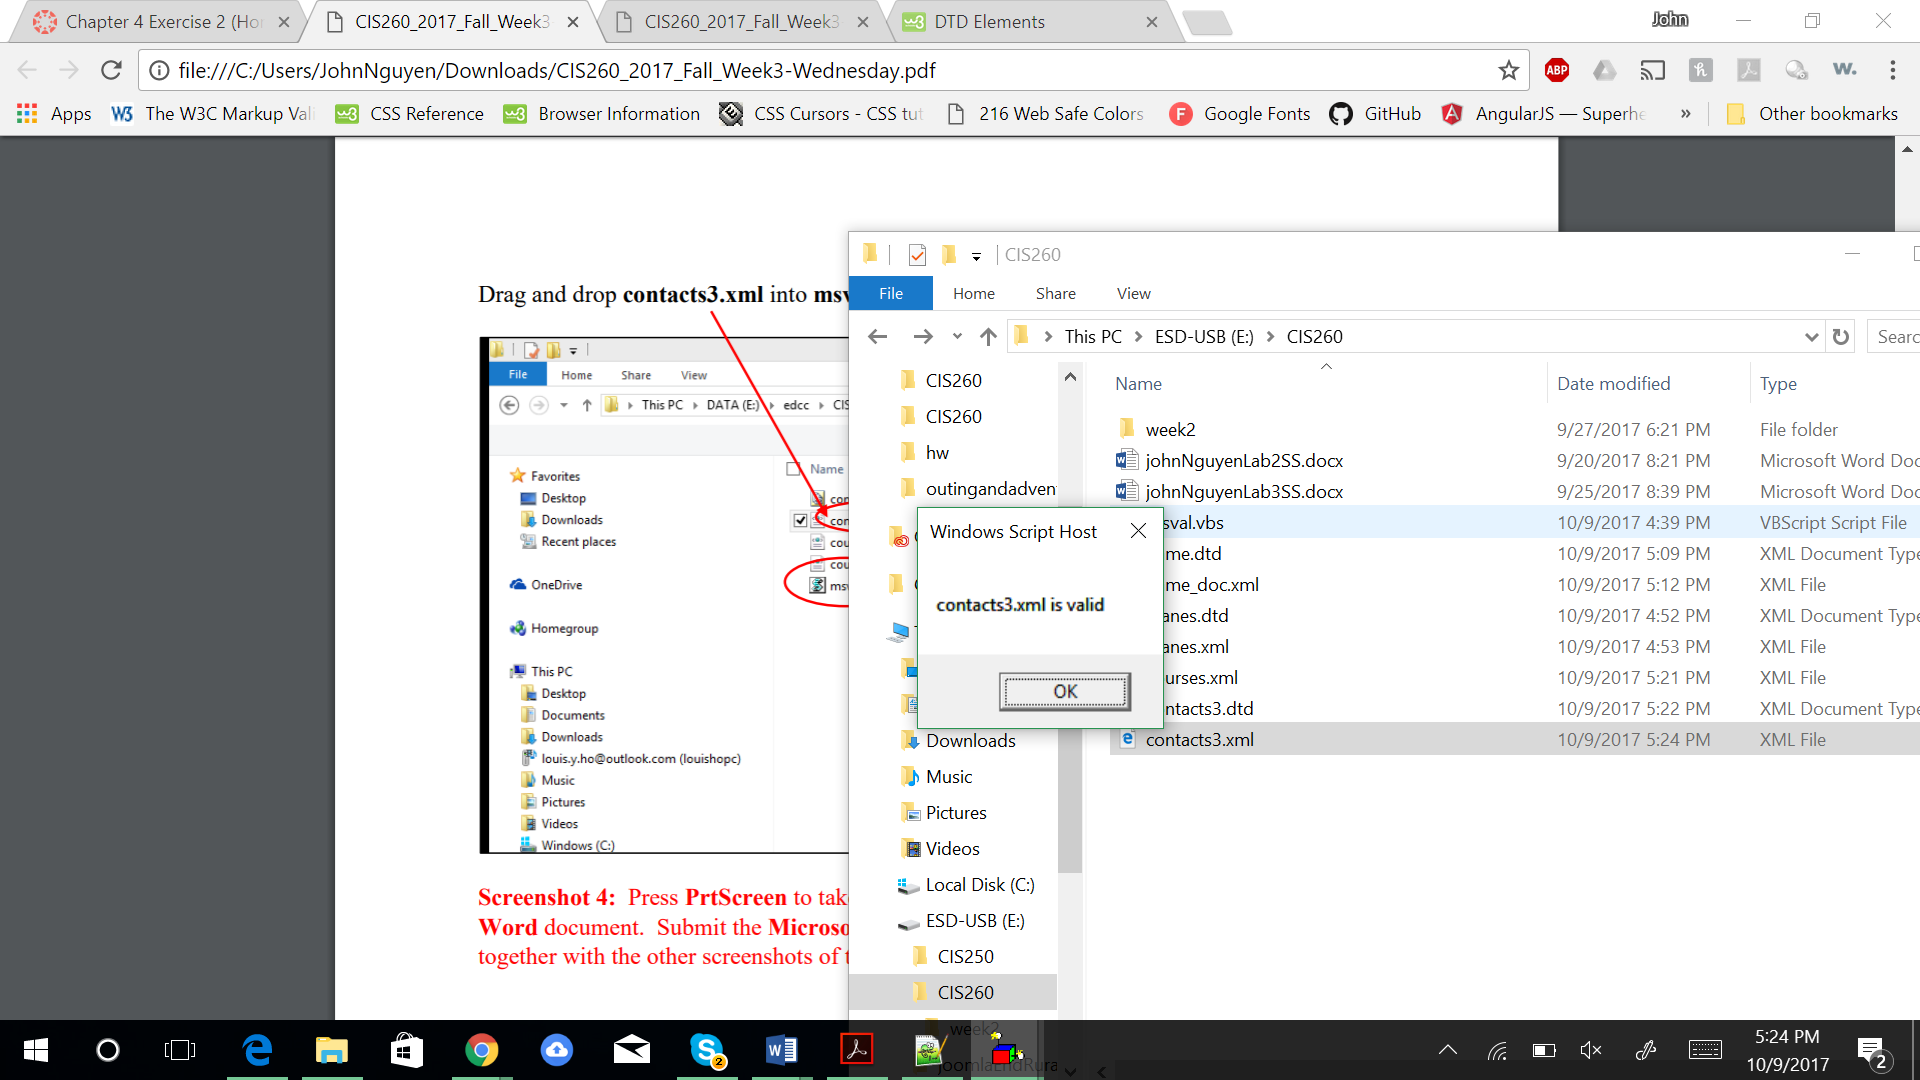 Chapter 4 Exercise 2 (Ho
CIS260_2017_Fall_Week3
CIS260_2017_Fall_Week3
DTD Elements
John
file:///C:/Users/JohnNguyen/Downloads/CIS260_2017_Fall_Week3-Wednesday.pdf
ABP
W.
Apps
The W3C Markup Vali
CSS Reference
Browser Information
CSS Cursors - CSS tut
216 Web Safe Colors
Google Fonts
GitHub
AngularJS — Superhe
»
Other bookmarks
Drag and drop contacts3.xml into msv
File
Home
Share
View
This PC
DATA (E:)
edcc
CIS
Name
Favorites
Desktop
Downloads
Recent places
con
con
cou
cou
msv
OneDrive
Homegroup
This PC
Desktop
Documents
Downloads
louis.y.ho@outlook.com (louishopc)
Music
Pictures
Videos
Windows (C:)
Screenshot 4: Press PrtScreen to tak
Word document. Submit the Microso
together with the other screenshots of t
CIS260
File
Home
Share
View
This PC
ESD-USB (E:)
CIS260
Searc
CIS260
CIS260
hw
outingandadven
Downloads
Music
Pictures
Videos
Local Disk (C:)
ESD-USB (E:)
CIS250
CIS260
week2
joomlaEndRura
Name
Date modified
Type
week2
9/27/2017 6:21 PM
File folder
johnNguyenLab2SS.docx
9/20/2017 8:21 PM
Microsoft Word Doc
johnNguyenLab3SS.docx
9/25/2017 8:39 PM
Microsoft Word Doc
sval.vbs
10/9/2017 4:39 PM
VBScript Script File
me.dtd
10/9/2017 5:09 PM
XML Document Type
me_doc.xml
10/9/2017 5:12 PM
XML File
anes.dtd
10/9/2017 4:52 PM
XML Document Type
anes.xml
10/9/2017 4:53 PM
XML File
urses.xml
10/9/2017 5:21 PM
XML File
ntacts3.dtd
10/9/2017 5:22 PM
XML Document Type
contacts3.xml
10/9/2017 5:24 PM
XML File
Windows Script Host
contacts3.xml is valid
OK
2
5:24 PM
10/9/2017
2